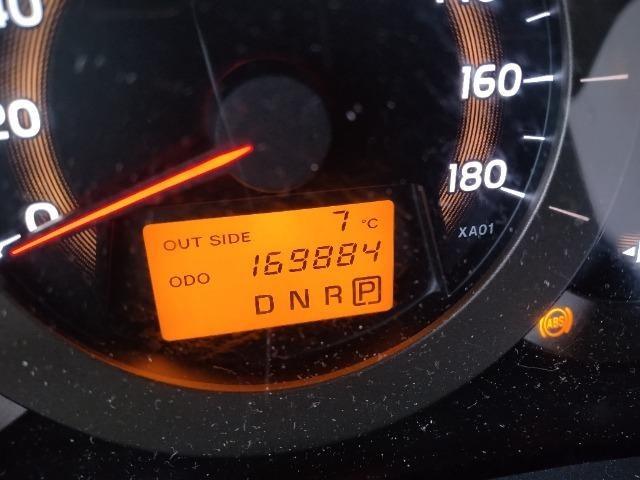 20
0
160
180
XA01
OUT SIDE 7 °C
ODO 169884
D N R P
ABS